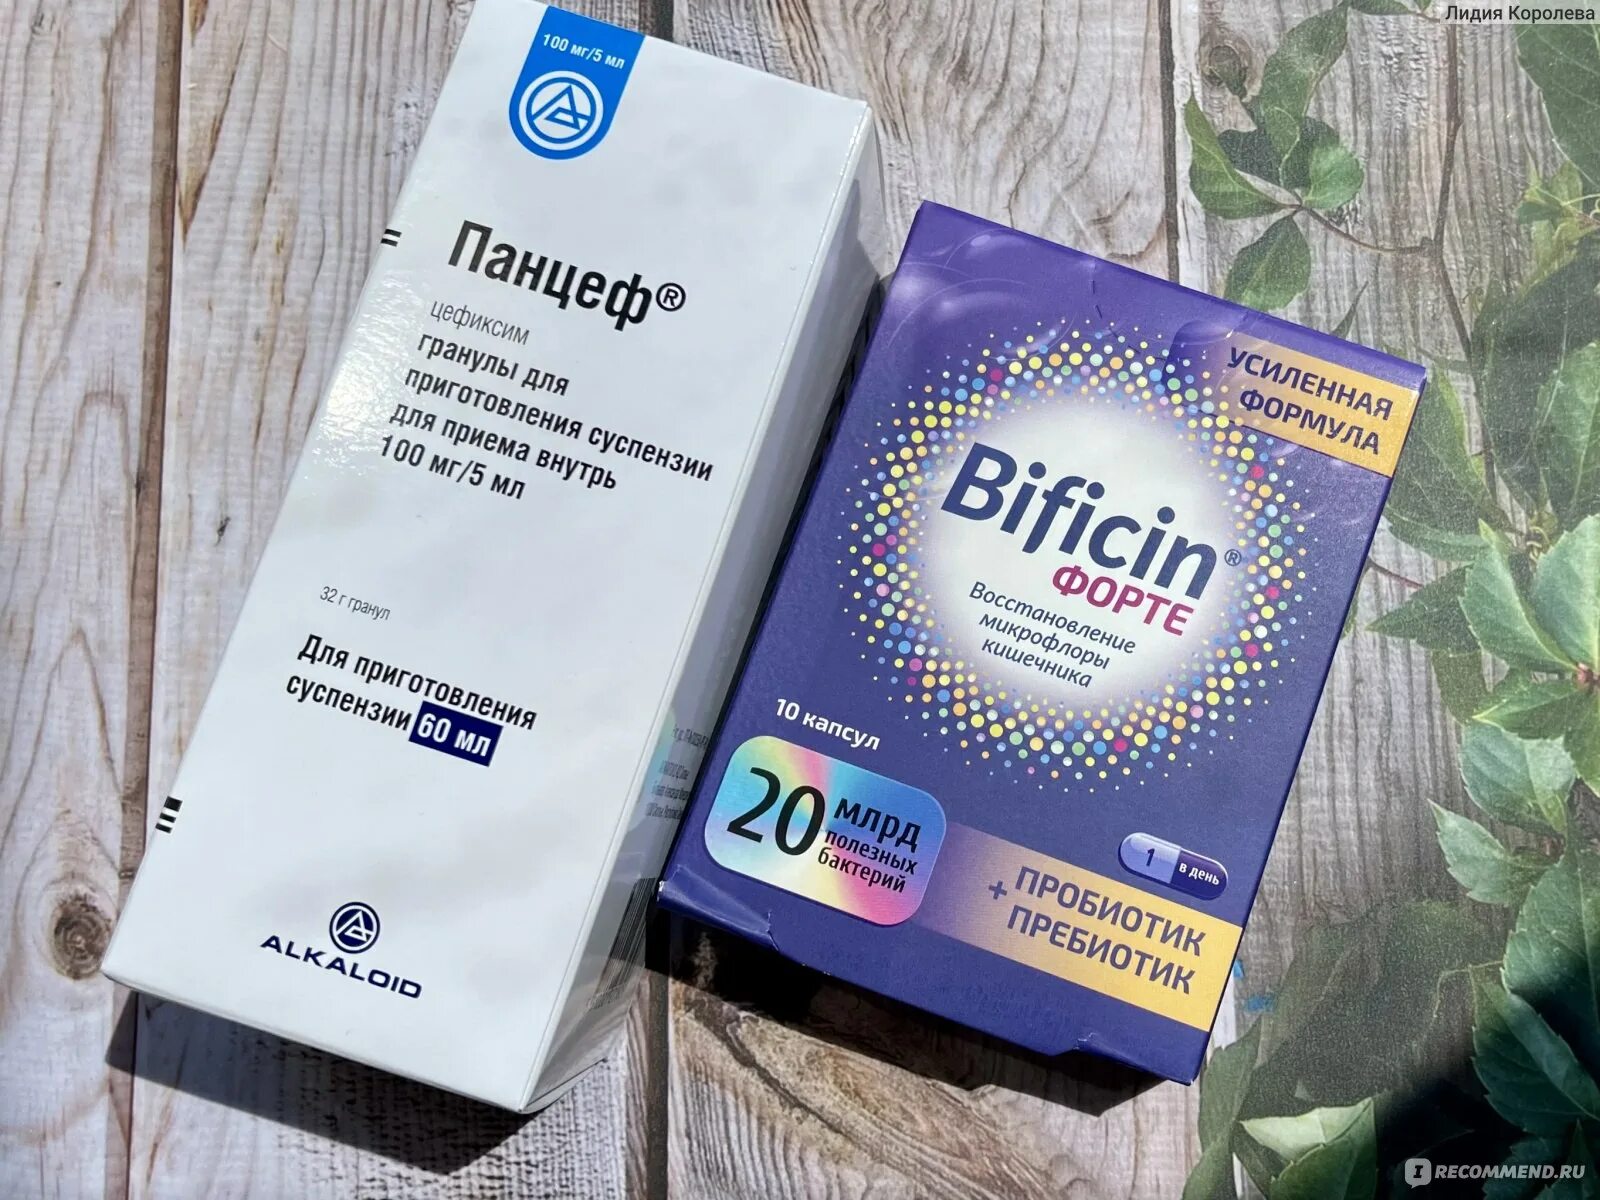 Лидия Королева
100 мг/5 мл
Панцеф®
цефиксим
гранулы для
приготовления суспензии
для приема внутрь
100 мг/5 мл
32 г гранул
Для приготовления
суспензии 60 мл
ALKALOID
УСИЛЕННАЯ
ФОРМУЛА
Bificin®
ФОРТЕ
Восстановление
микрофлоры
кишечника
10 капсул
20 млрд
полезных
бактерий
1 в день
ПРОБИОТИК
+ ПРЕБИОТИК
IRECOMMEND.RU